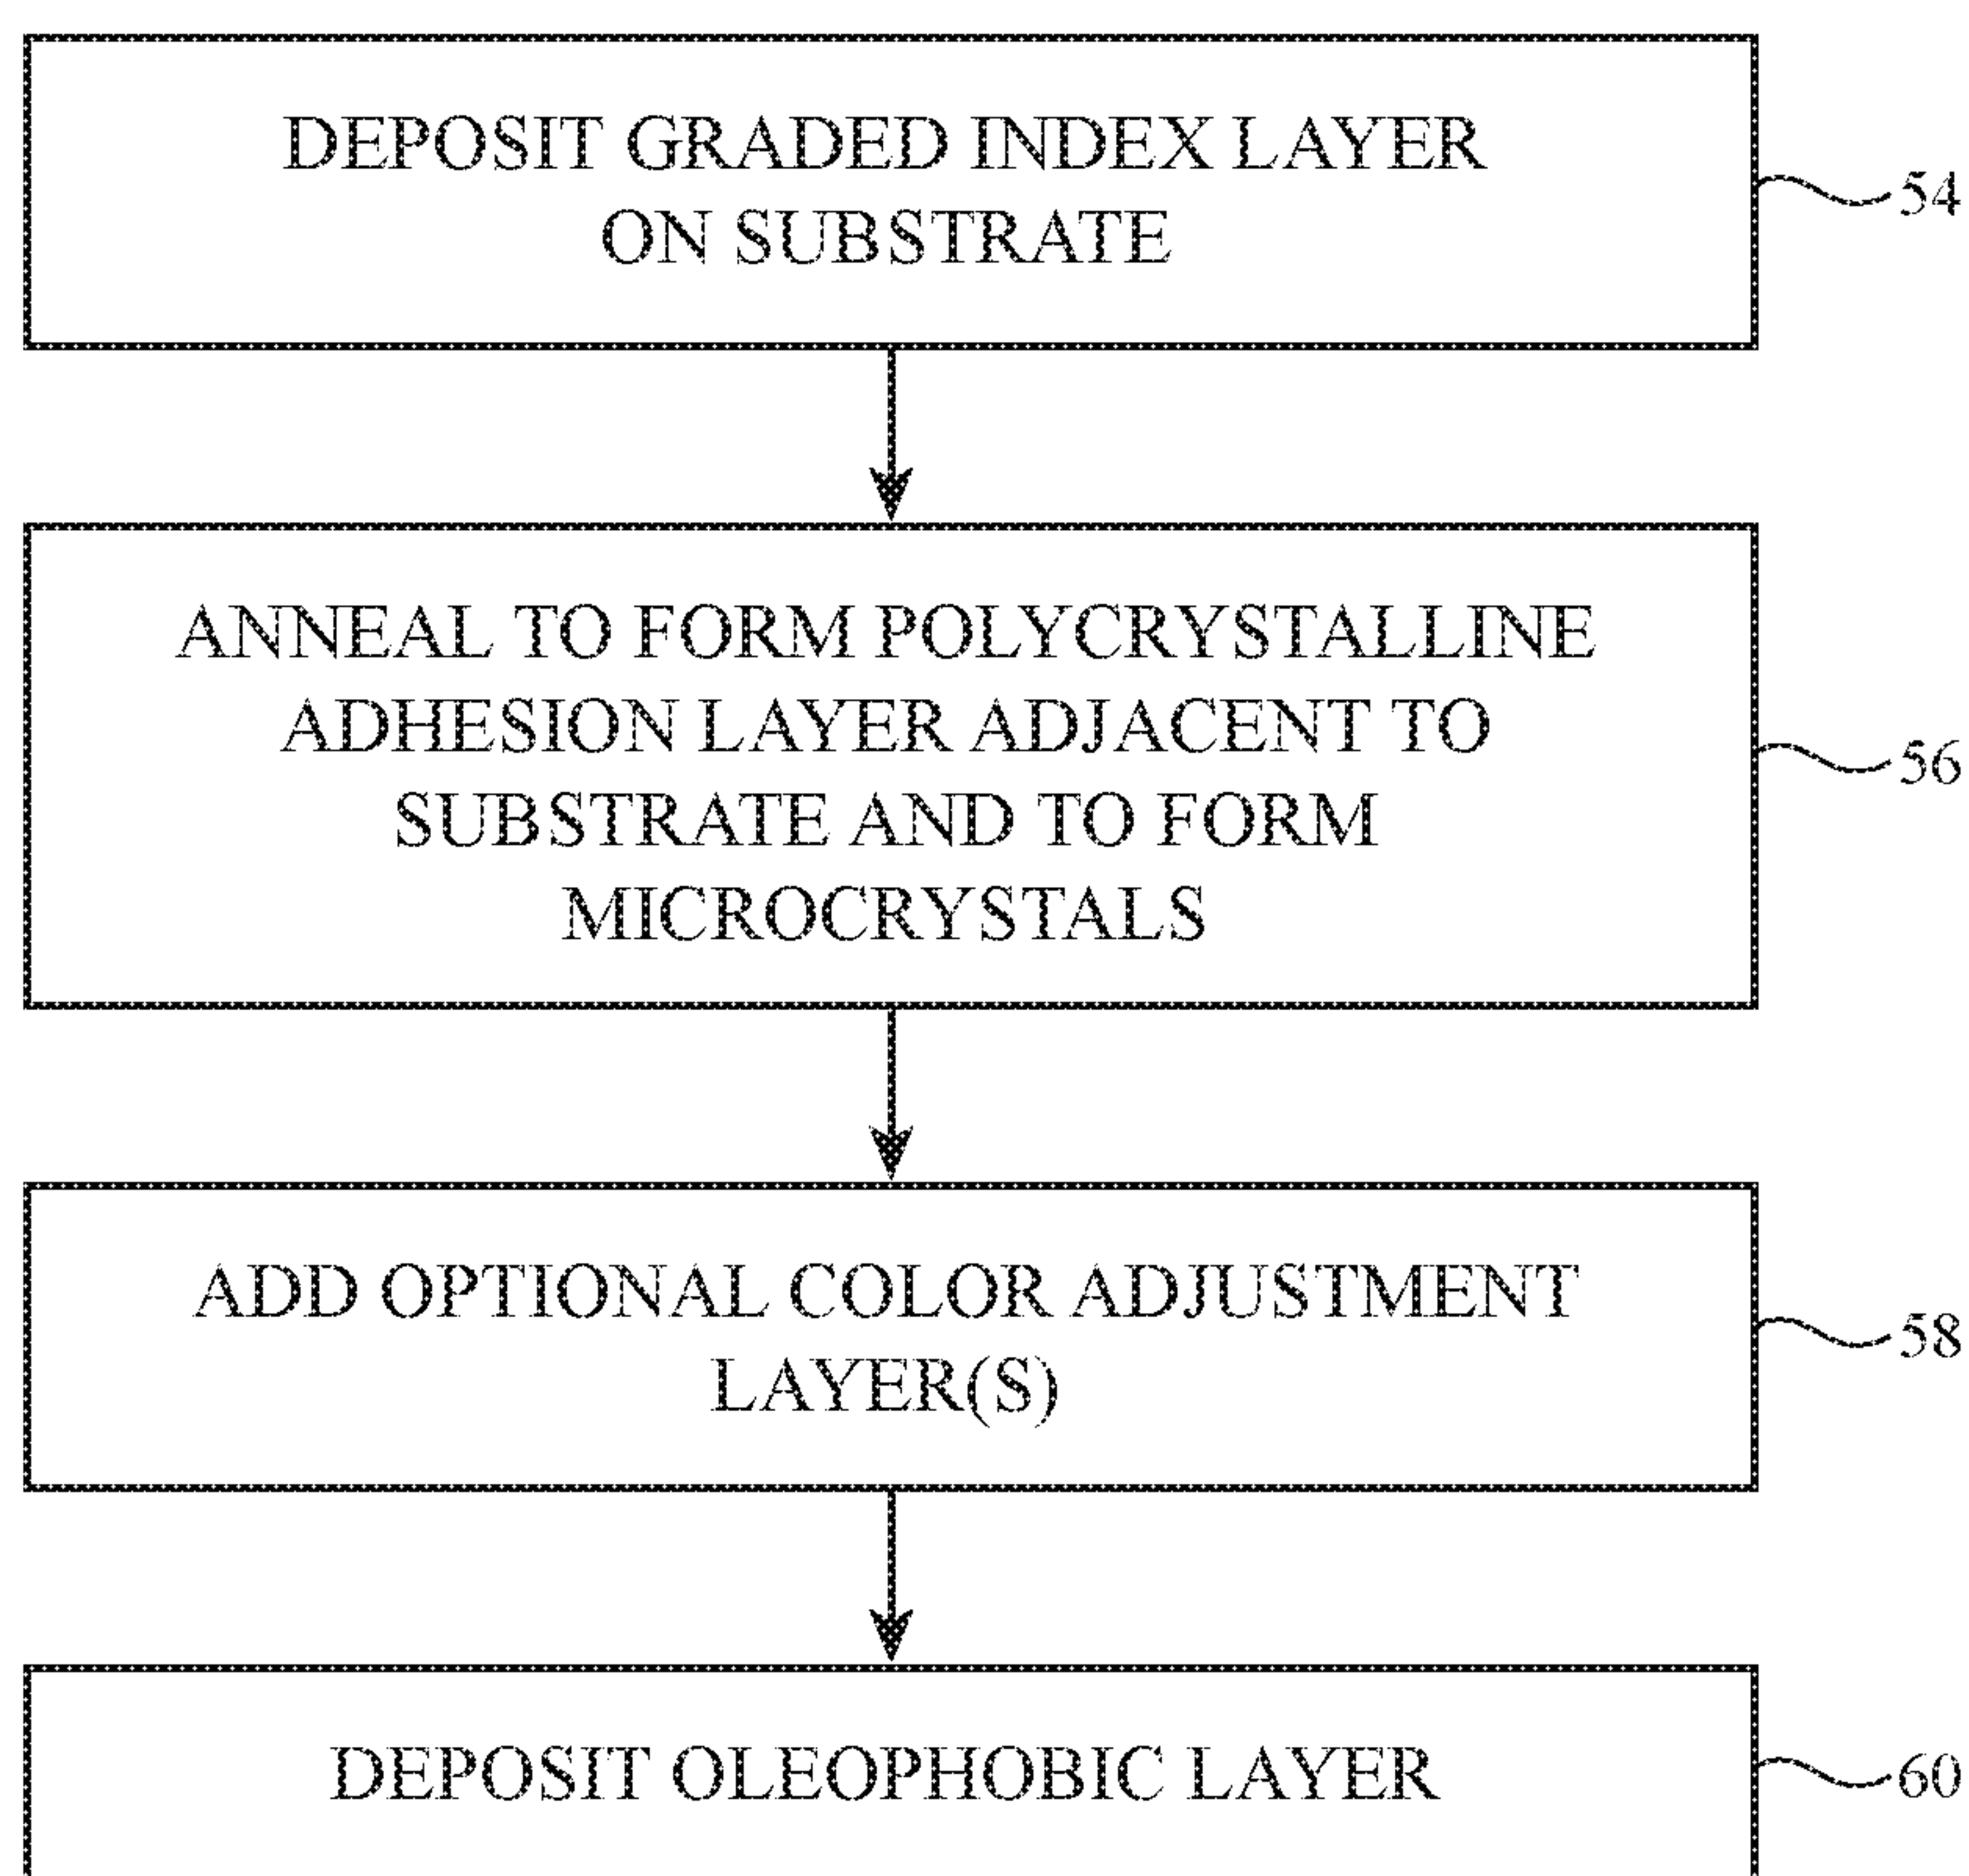 DEPOSIT GRADED INDEX LAYER
ON SUBSTRATE
54
ANNEAL TO FORM POLYCRYSTALLINE
ADHESION LAYER ADJACENT TO
SUBSTRATE AND TO FORM
MICROCRYSTALS
56
ADD OPTIONAL COLOR ADJUSTMENT
LAYER(S)
58
DEPOSIT OLEOPHOBIC LAYER
60